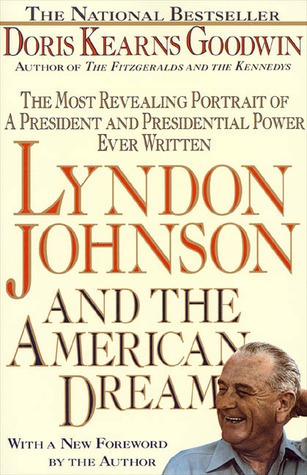 THE NATIONAL BESTSELLER
DORIS KEARNS GOODWIN
AUTHOR OF THE FITZGERALDS AND THE KENNEDYS
THE MOST REVEALING PORTRAIT OF
A PRESIDENT AND PRESIDENTIAL POWER
EVER WRITTEN
LYNDON
JOHNSON
AND THE
AMERICAN
DREAM
WITH A NEW FOREWORD
BY THE AUTHOR